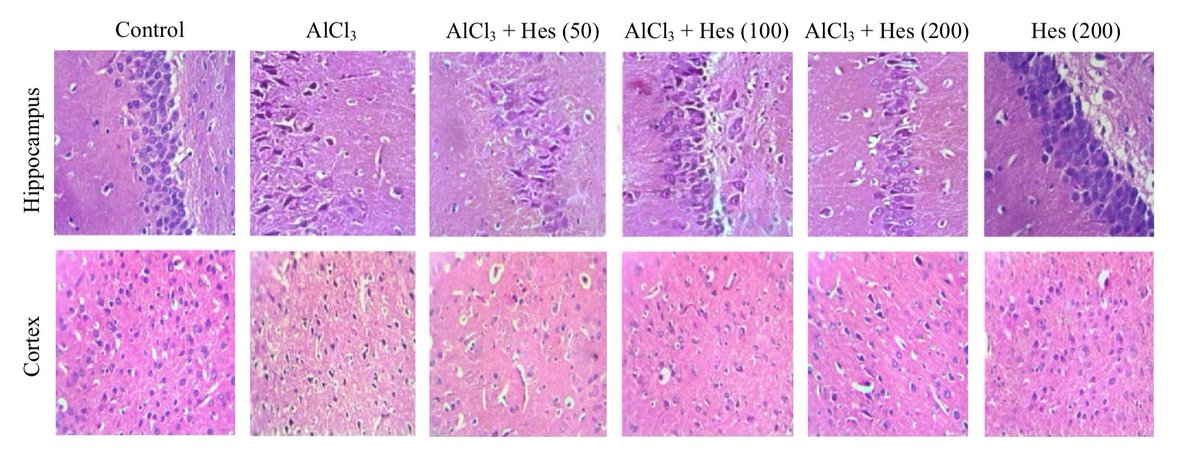 Control AlCl₃ AlCl₃ + Hes (50) AlCl₃ + Hes (100) AlCl₃ + Hes (200) Hes (200)
Hippocampus
Cortex